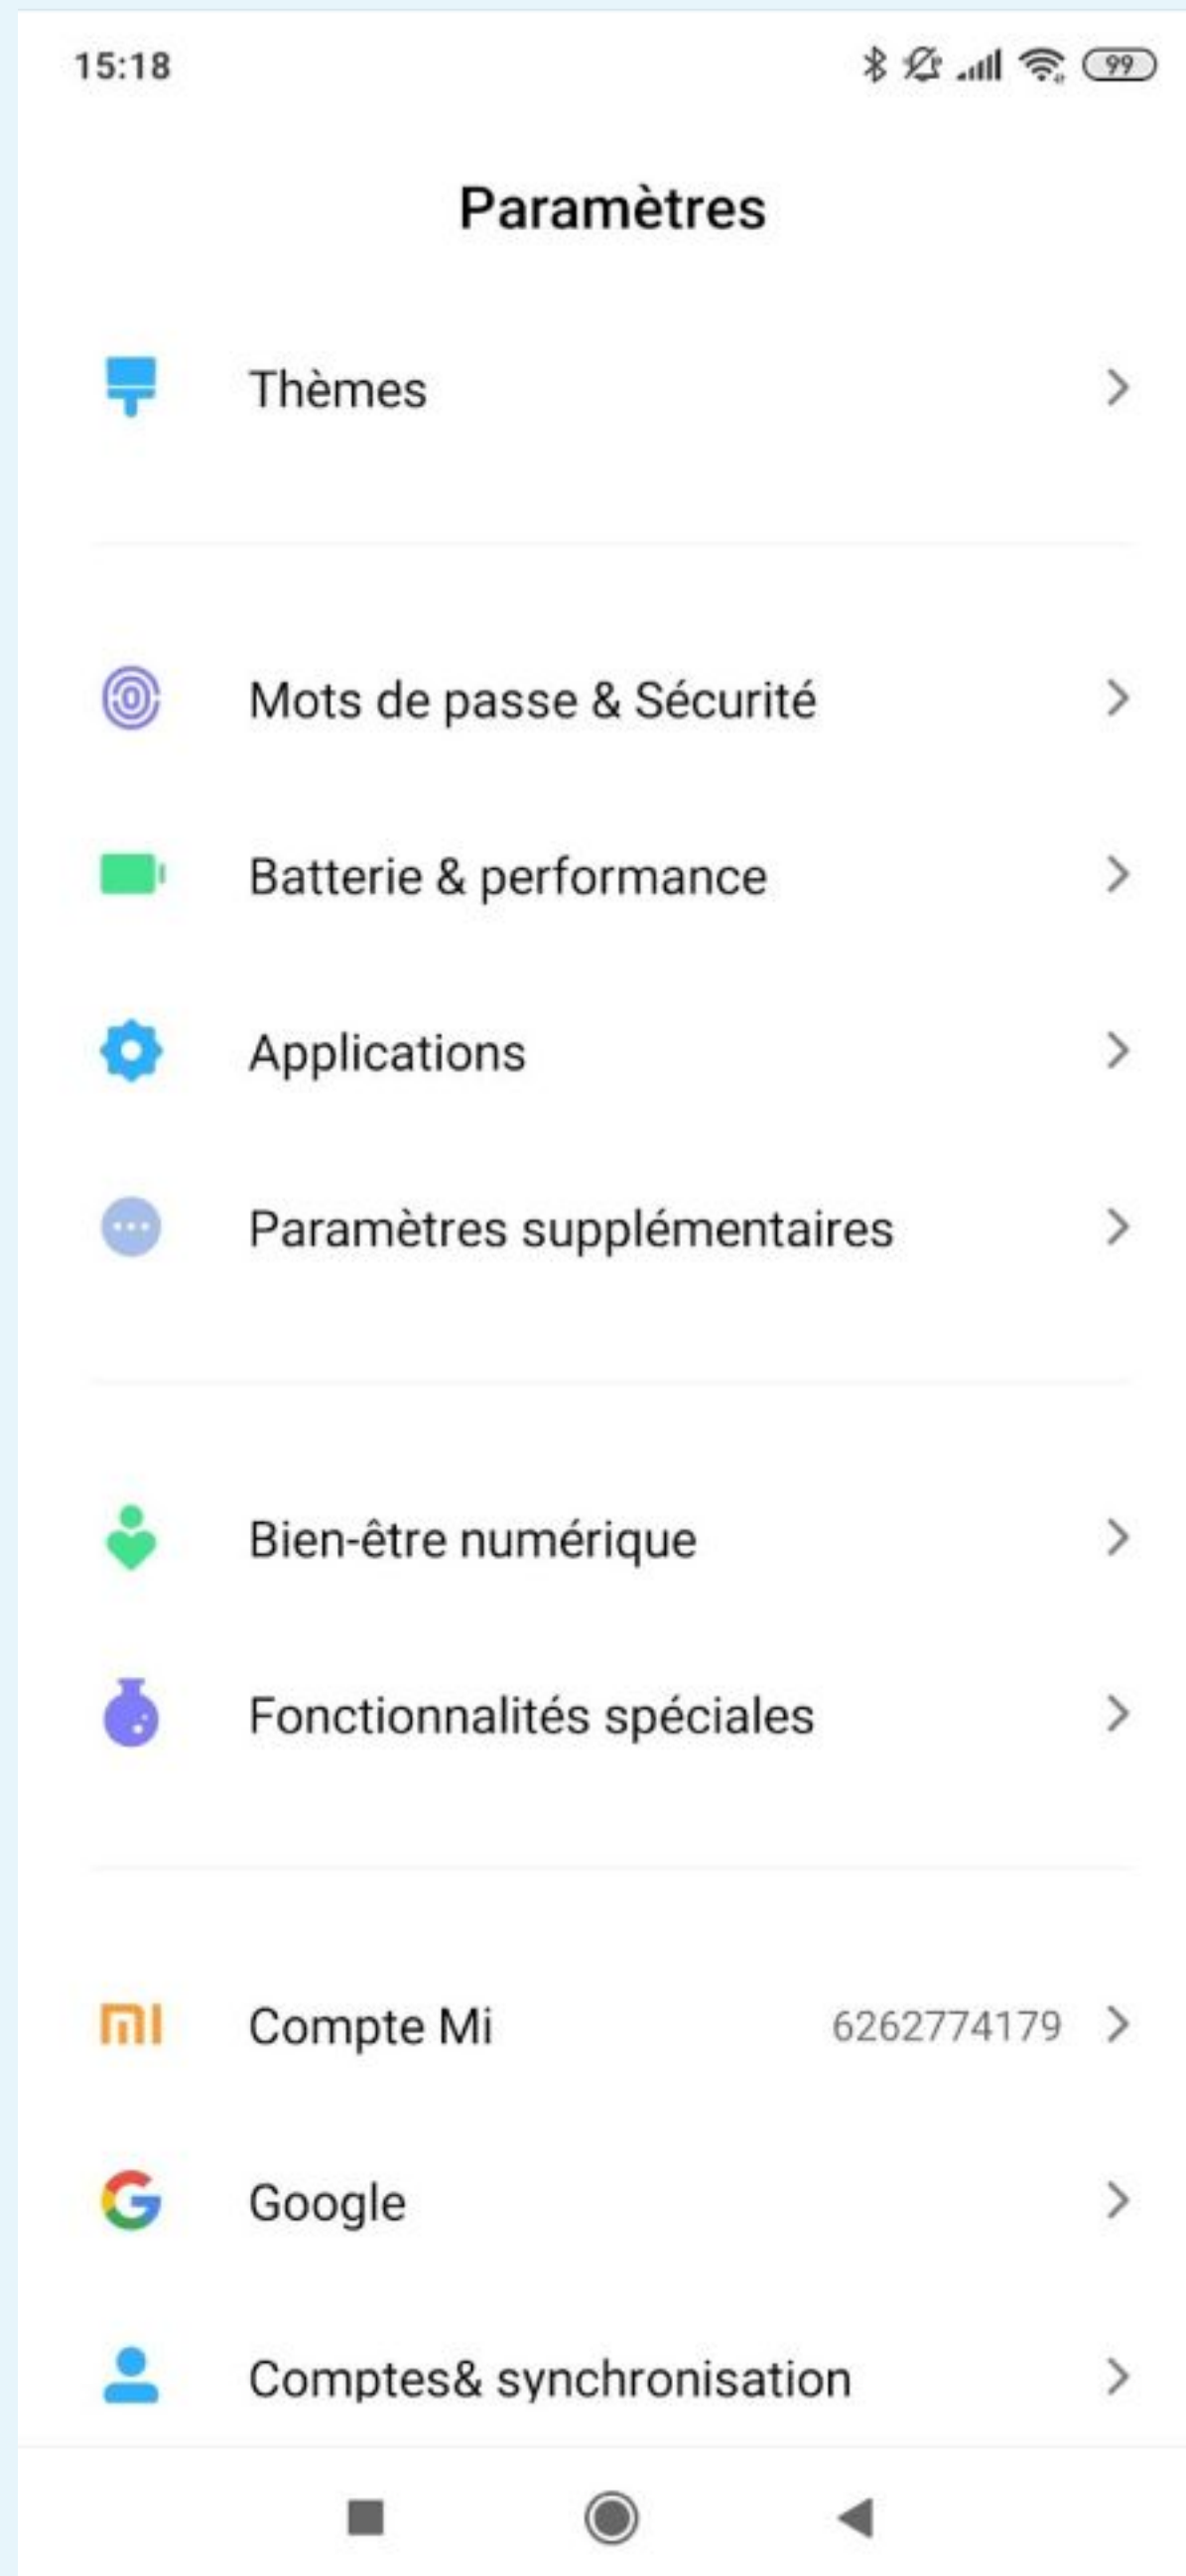 15:18
99
Paramètres
Thèmes
Mots de passe & Sécurité
Batterie & performance
Applications
Paramètres supplémentaires
Bien-être numérique
Fonctionnalités spéciales
Compte Mi 6262774179
Google
Comptes& synchronisation